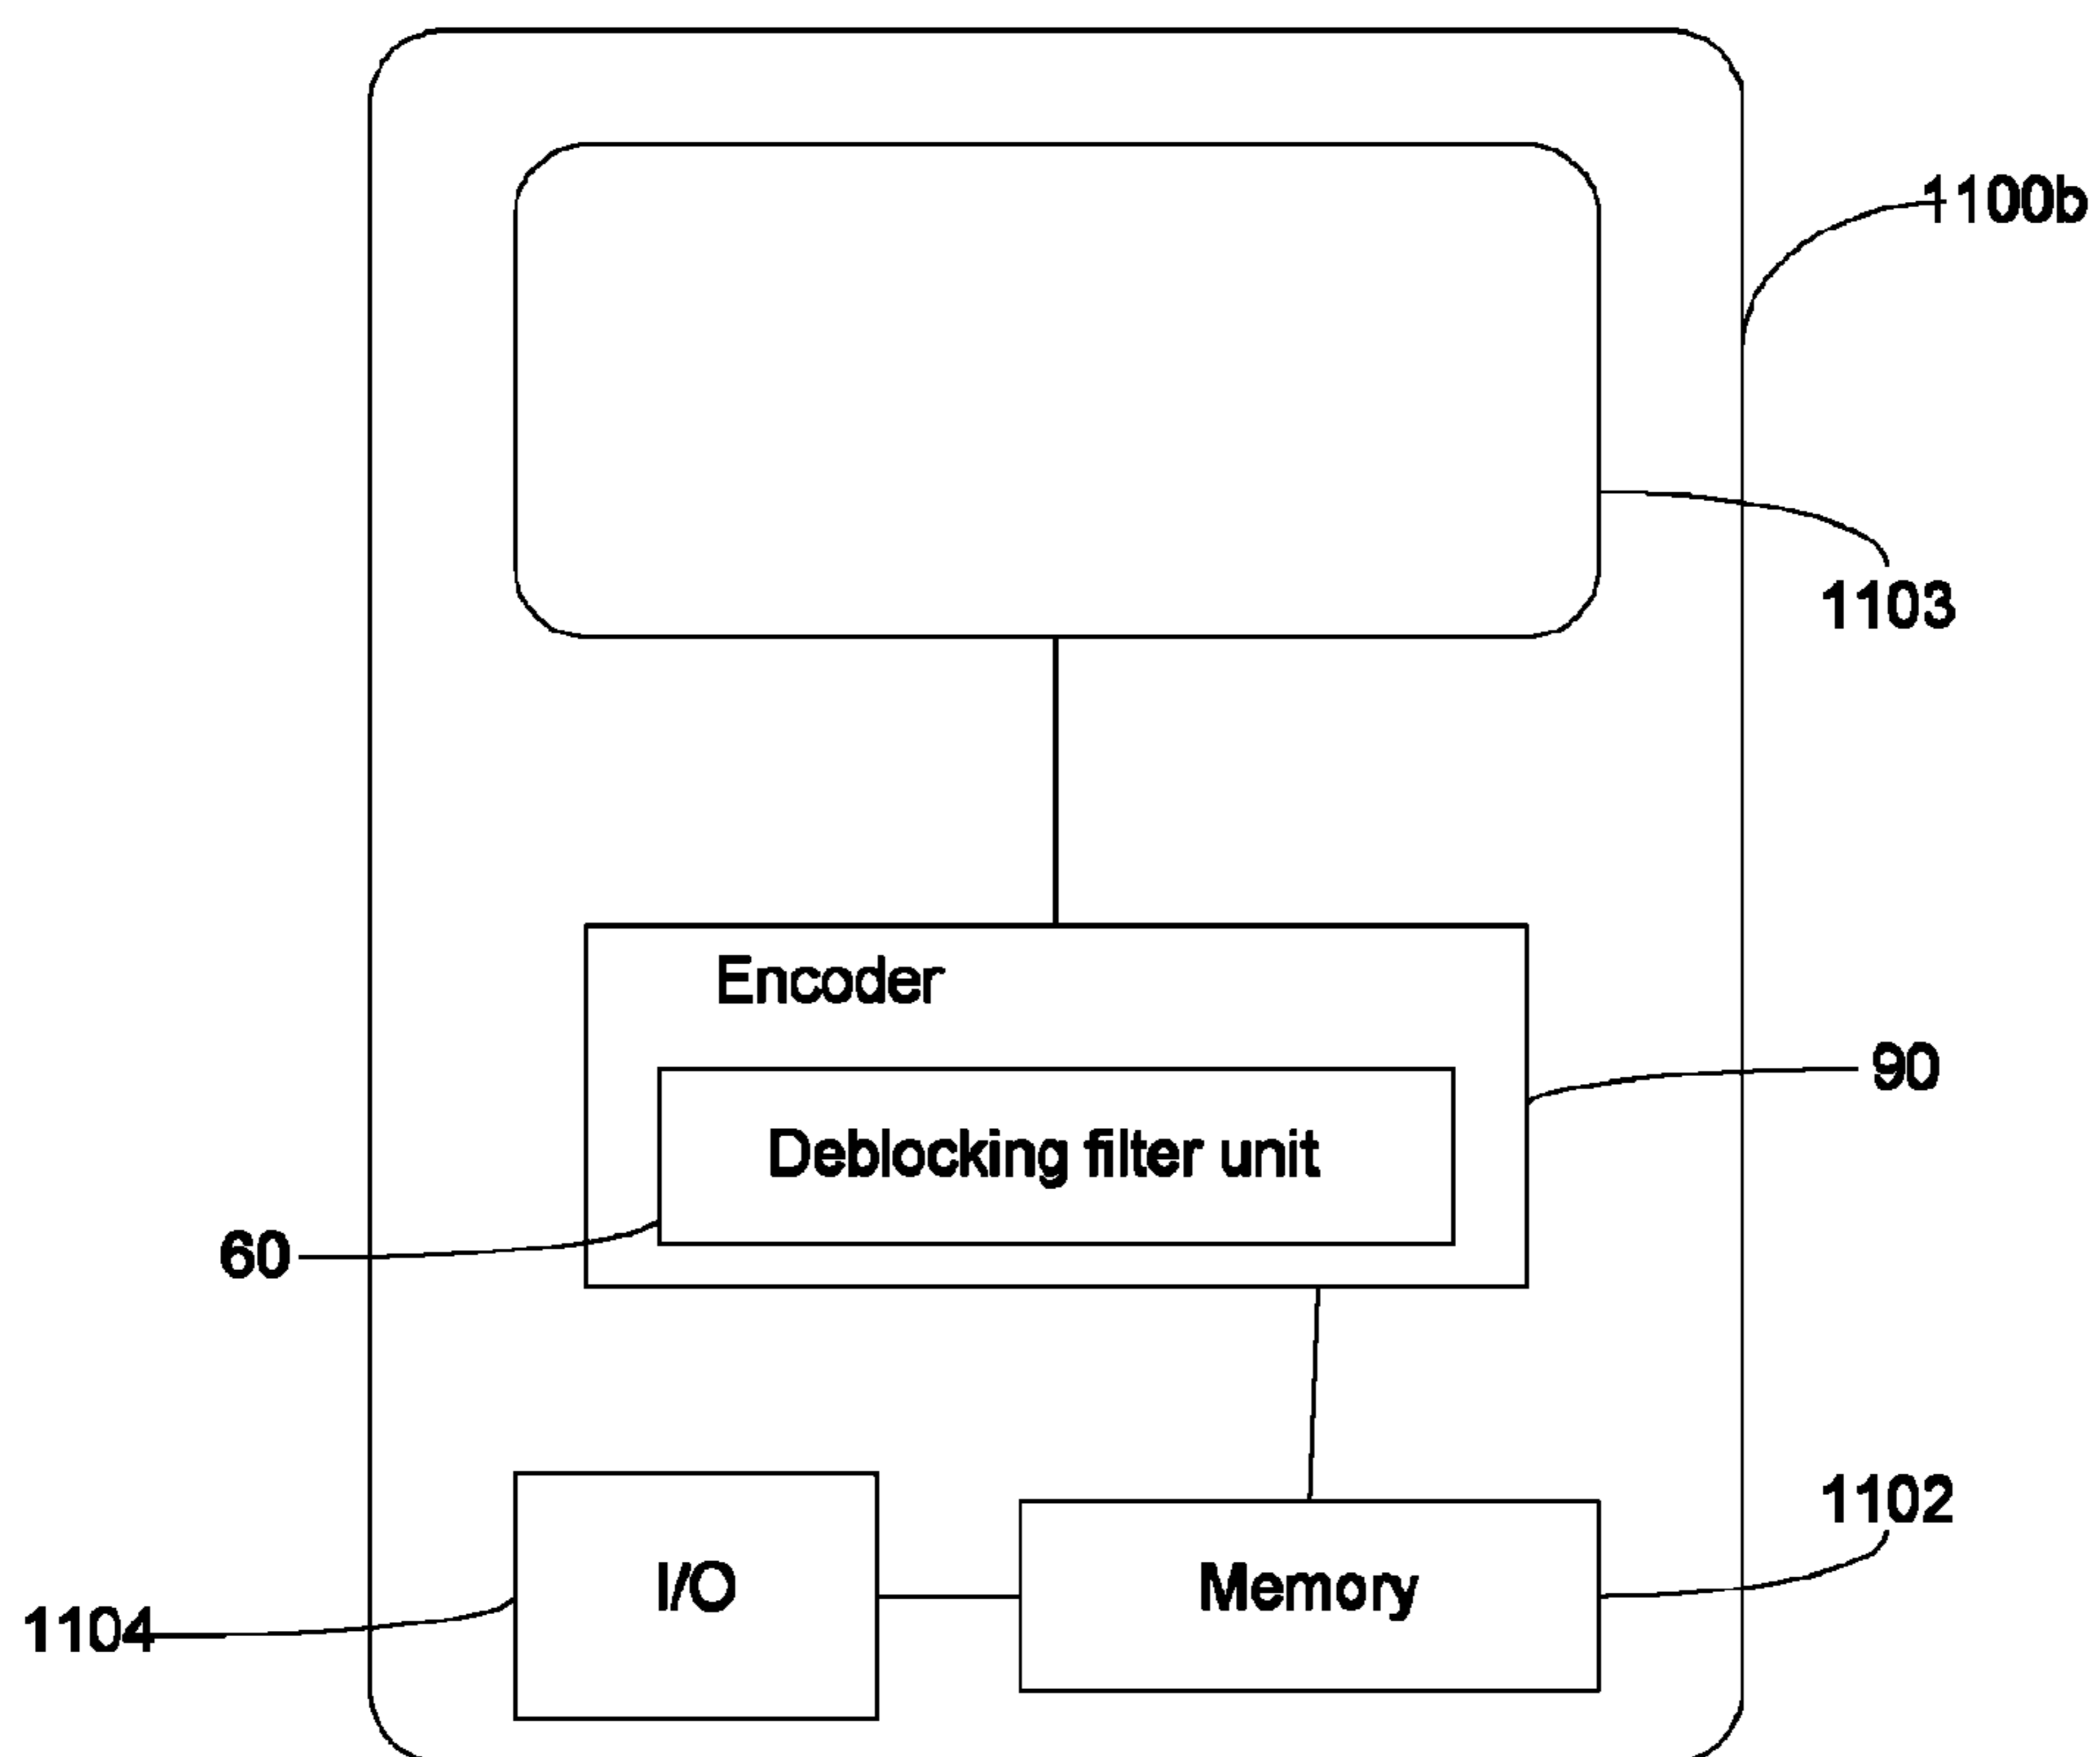 1100b
1103
Encoder
90
Deblocking filter unit
60
1102
I/O
Memory
1104